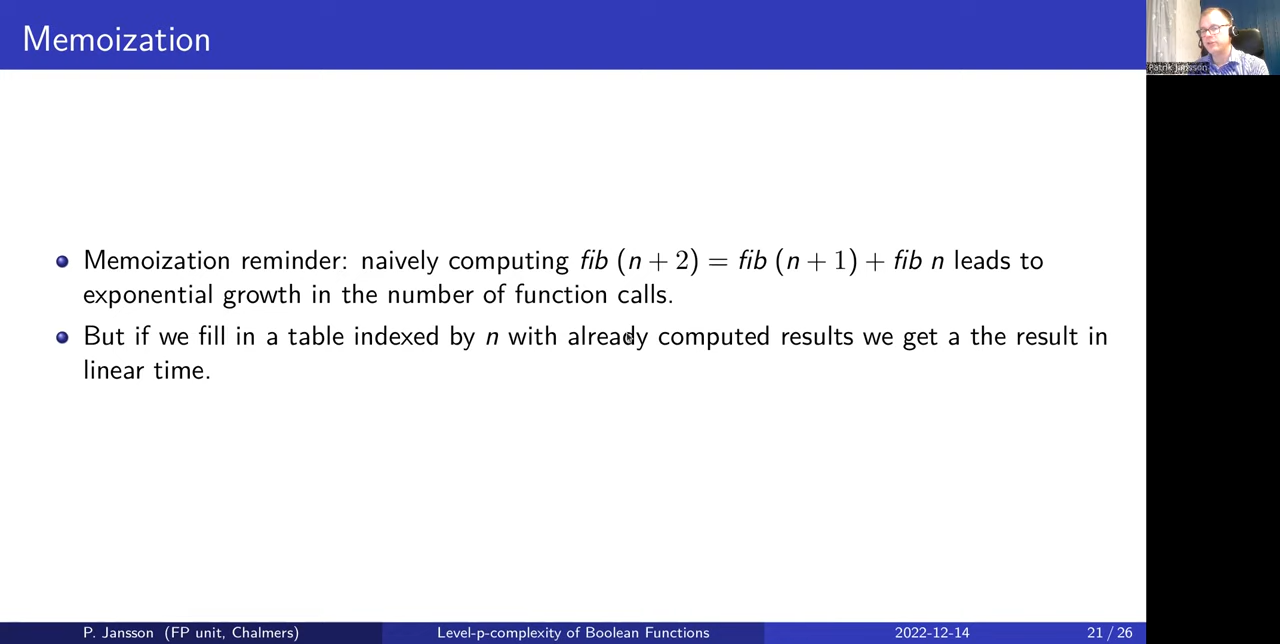 Memoization
Patrik Jansson
Memoization reminder: naively computing fib (n + 2) = fib (n + 1) + fib n leads to
exponential growth in the number of function calls.
But if we fill in a table indexed by n with already computed results we get a the result in
linear time.
P. Jansson (FP unit, Chalmers)
Level-p-complexity of Boolean Functions
2022-12-14
21 / 26